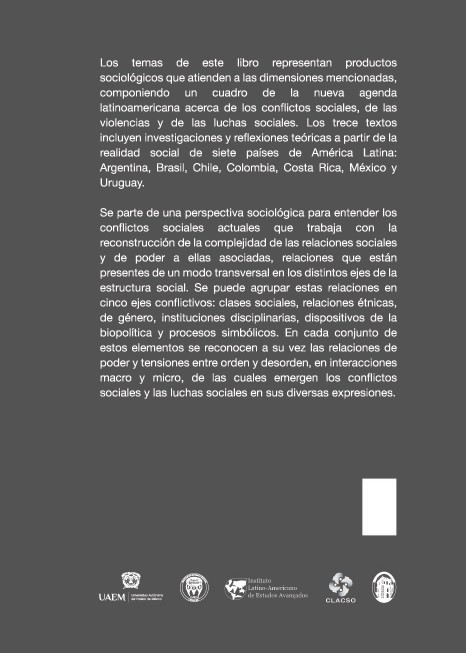 Los temas de este libro representan productos
sociológicos que atienden a las dimensiones mencionadas,
componiendo un cuadro de la nueva agenda
latinoamericana acerca de los conflictos sociales, de las
violencias y de las luchas sociales. Los trece textos
incluyen investigaciones y reflexiones teóricas a partir de la
realidad social de siete países de América Latina:
Argentina, Brasil, Chile, Colombia, Costa Rica, México y
Uruguay.
Se parte de una perspectiva sociológica para entender los
conflictos sociales actuales que trabaja con la
reconstrucción de la complejidad de las relaciones sociales
y de poder a ellas asociadas, relaciones que están
presentes de un modo transversal en los distintos ejes de la
estructura social. Se puede agrupar estas relaciones en
cinco ejes conflictivos: clases sociales, relaciones étnicas,
de género, instituciones disciplinarias, dispositivos de la
biopolítica y procesos simbólicos. En cada conjunto de
estos elementos se reconocen a su vez las relaciones de
poder y tensiones entre orden y desorden, en interacciones
macro y micro, de las cuales emergen los conflictos
sociales y las luchas sociales en sus diversas expresiones.
UAEM Universidad Autónoma
del Estado de México
Instituto
Latino-Americano
de Estudos Avançados
CLACSO